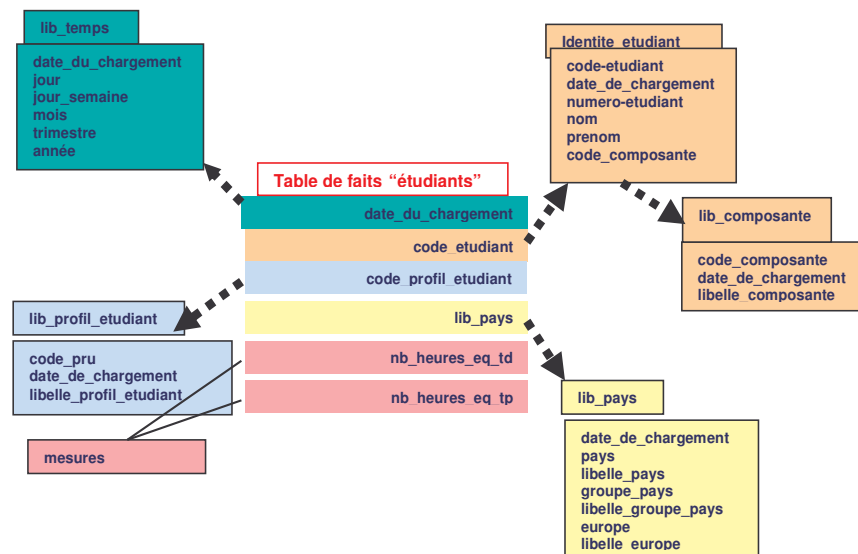 lib_temps
date_du_chargement
jour
jour_semaine
mois
trimestre
année
Identite_etudiant
code-etudiant
date_de_chargement
numero-etudiant
nom
prenom
code_composante
Table de faits “étudiants”
date_du_chargement
code_etudiant
code_profil_etudiant
lib_pays
nb_heures_eq_td
nb_heures_eq_tp
lib_composante
code_composante
date_de_chargement
libelle_composante
lib_profil_etudiant
code_pru
date_de_chargement
libelle_profil_etudiant
mesures
lib_pays
date_de_chargement
pays
libelle_pays
groupe_pays
libelle_groupe_pays
europe
libelle_europe